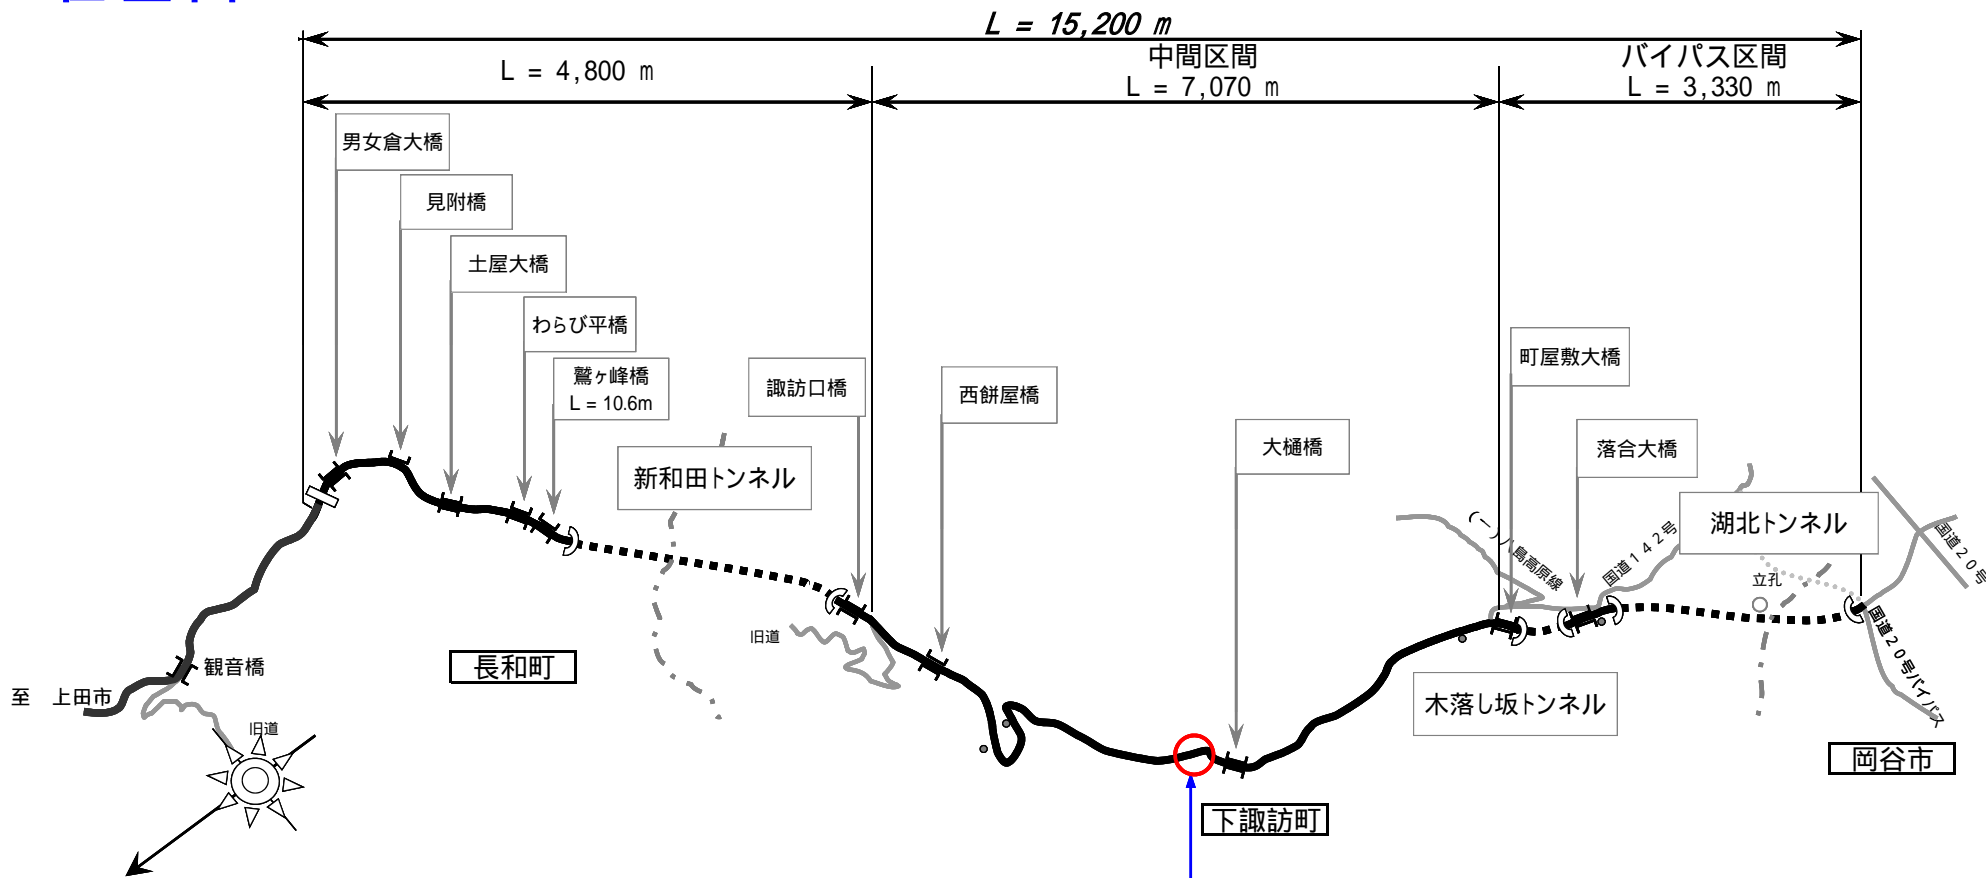 L = 15,200 m
L = 4,800 m
中間区間
L = 7,070 m
バイパス区間
L = 3,330 m
男女倉大橋
見附橋
土屋大橋
わらび平橋
鷲ヶ峰橋
L = 10.6m
諏訪口橋
西餅屋橋
大樋橋
町屋敷大橋
落合大橋
新和田トンネル
湖北トンネル
木落し坂トンネル
(一)八島高原線
国道142号
国道20号
国道20号バイパス
立孔
旧道
観音橋
至 上田市
旧道
長和町
下諏訪町
岡谷市